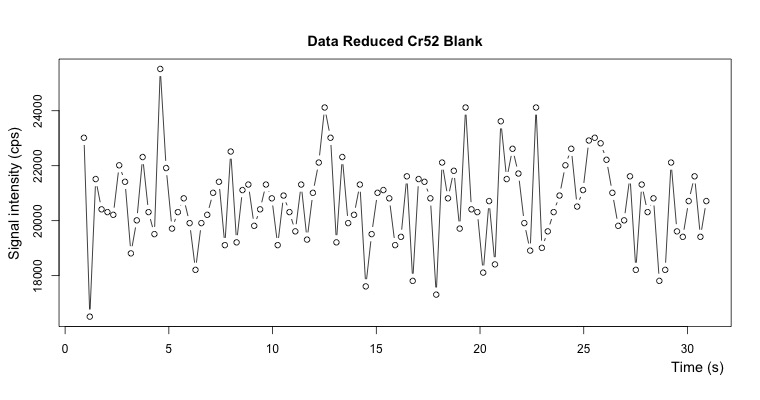 Data Reduced Cr52 Blank
Signal intensity (cps)
24000
22000
20000
18000
0 5 10 15 20 25 30
Time (s)